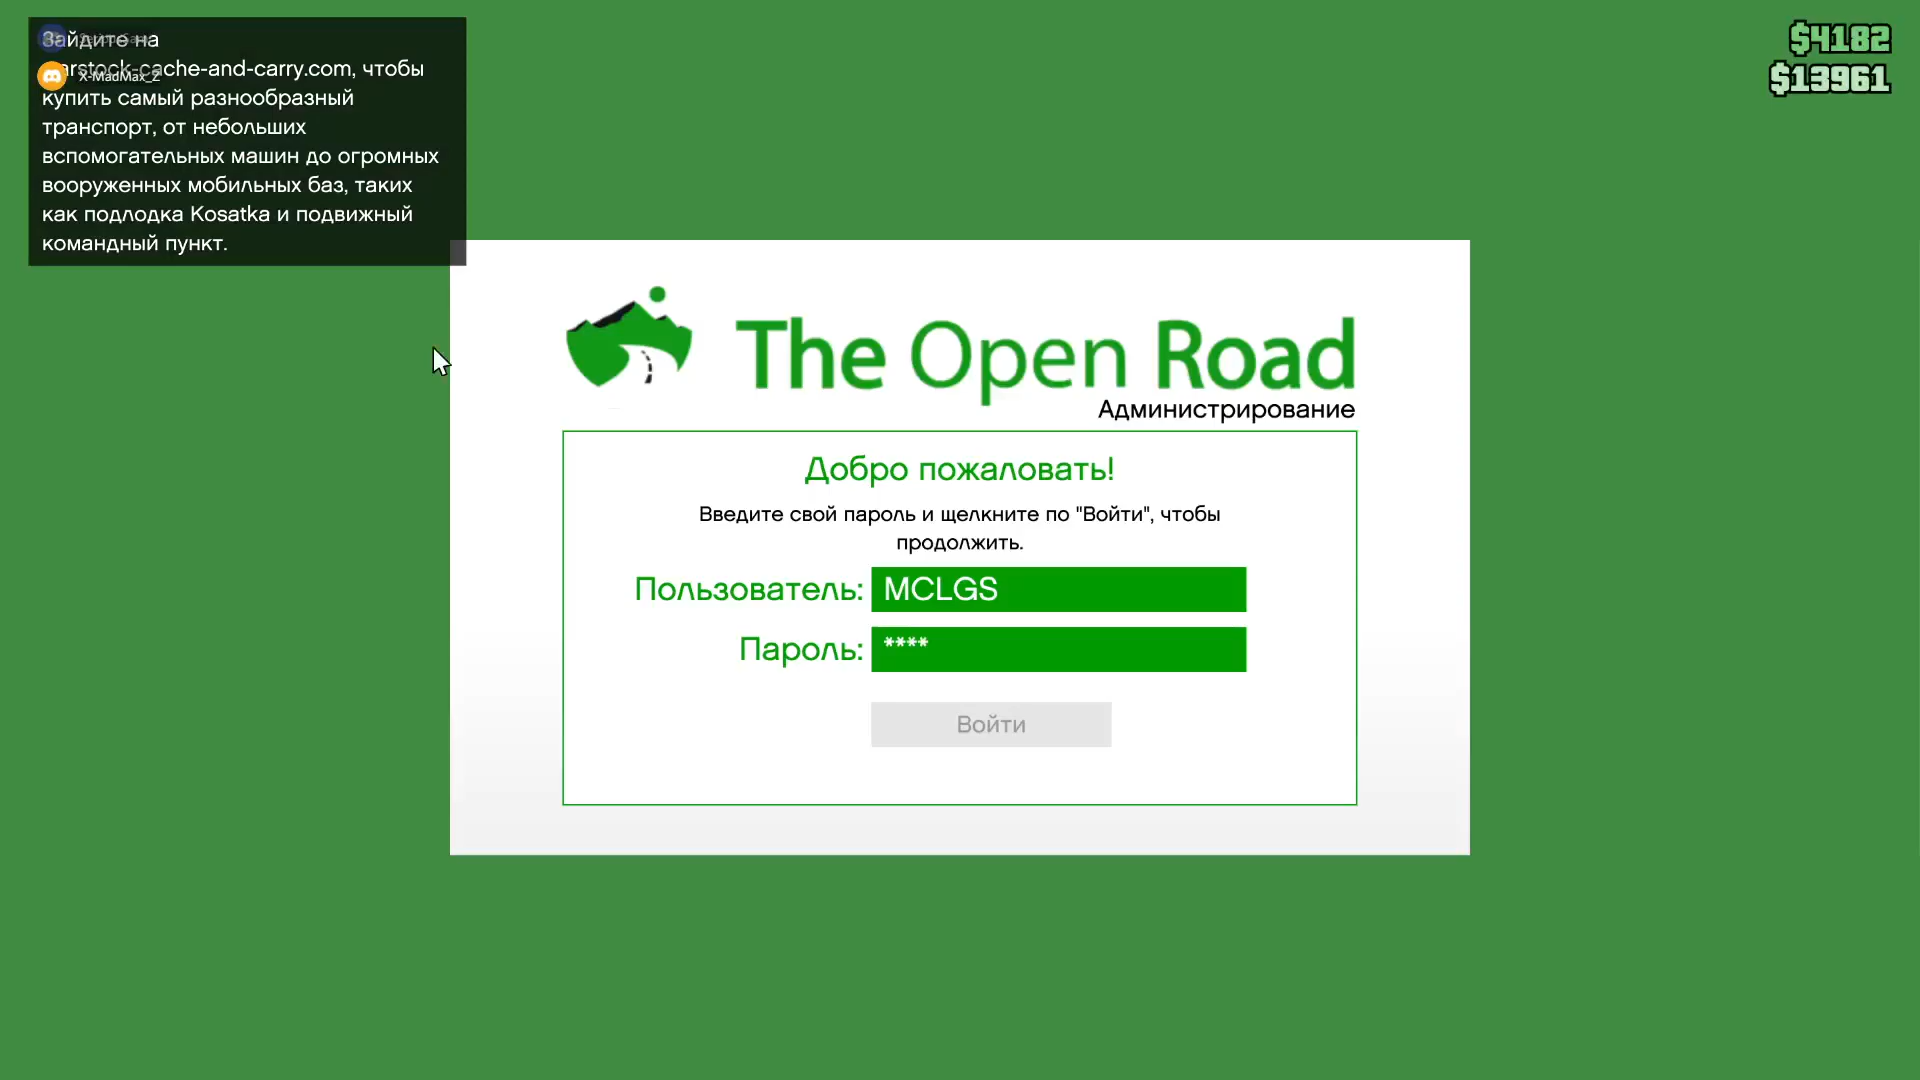 Зайдите на
warstock-cache-and-carry.com, чтобы
X-MadMax_Z
купить самый разнообразный
транспорт, от небольших
вспомогательных машин до огромных
вооруженных мобильных баз, таких
как подлодка Kosatka и подвижный
командный пункт.
$4182
$13961
The Open Road
Администрирование
Добро пожаловать!
Введите свой пароль и щелкните по "Войти", чтобы
продолжить.
Пользователь: MCLGS
Пароль: ****
Войти